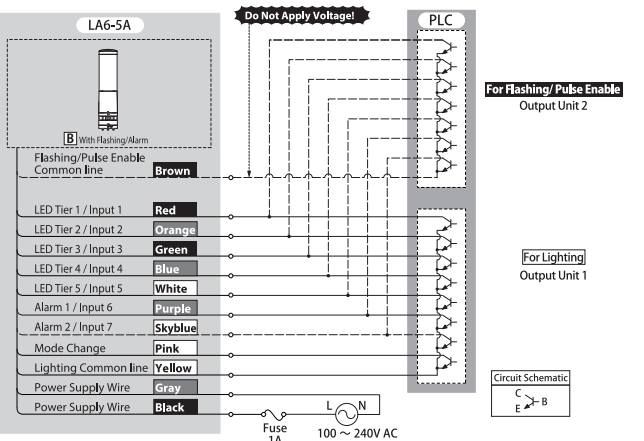 Do Not Apply Voltage!
LA6-5A
PLC
B With Flashing/Alarm
For Flashing/ Pulse Enable
Output Unit 2
Flashing/Pulse Enable
Common line Brown
LED Tier 1 / Input 1 Red
LED Tier 2 / Input 2 Orange
LED Tier 3 / Input 3 Green
LED Tier 4 / Input 4 Blue
LED Tier 5 / Input 5 White
Alarm 1 / Input 6 Purple
Alarm 2 / Input 7 Skyblue
Mode Change Pink
Lighting Common line Yellow
Power Supply Wire Gray
Power Supply Wire Black
For Lighting
Output Unit 1
L N
Fuse
1A
100 ~ 240V AC
Circuit Schematic
C
B
E